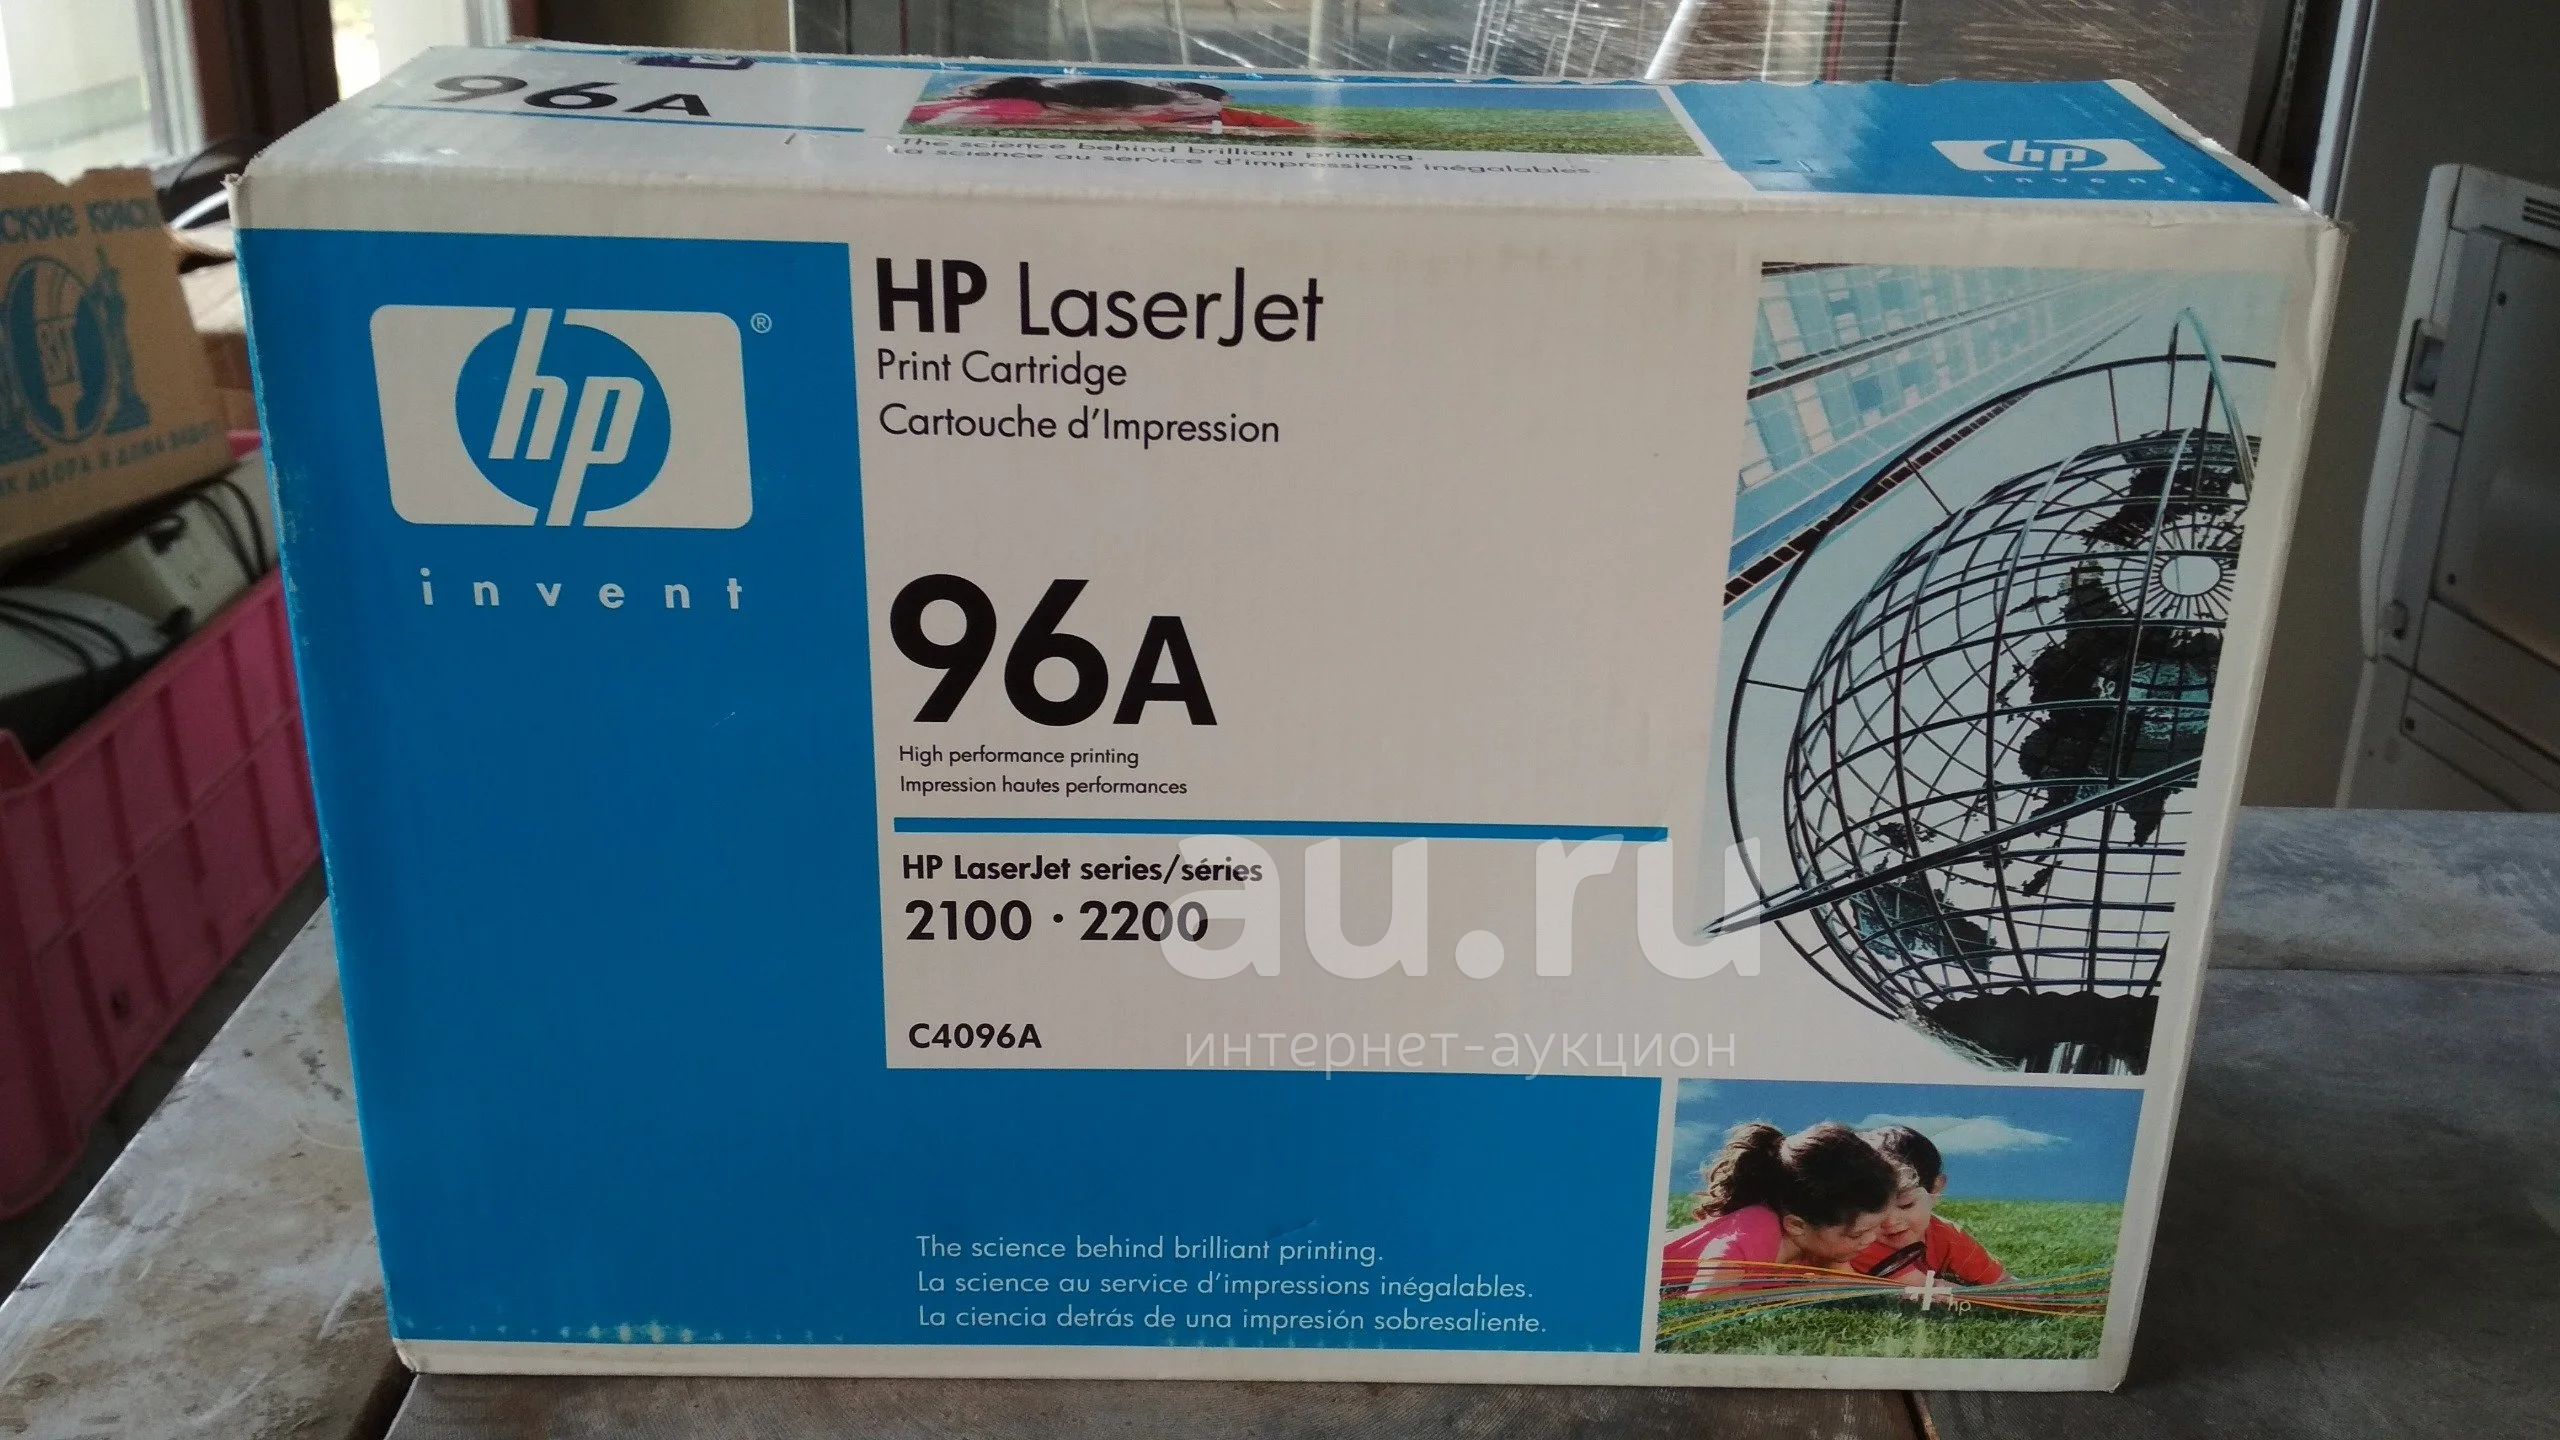 96A
The science behind brilliant printing.
La science au service d'impressions inégalables.
hp
invent
hp
®
invent
HP LaserJet
Print Cartridge
Cartouche d'Impression
96A
High performance printing
Impression hautes performances
HP LaserJet series/séries
2100 · 2200
C4096A
au.ru
интернет-аукцион
The science behind brilliant printing.
La science au service d'impressions inégalables.
La ciencia detrás de una impresión sobresaliente.
+
hp